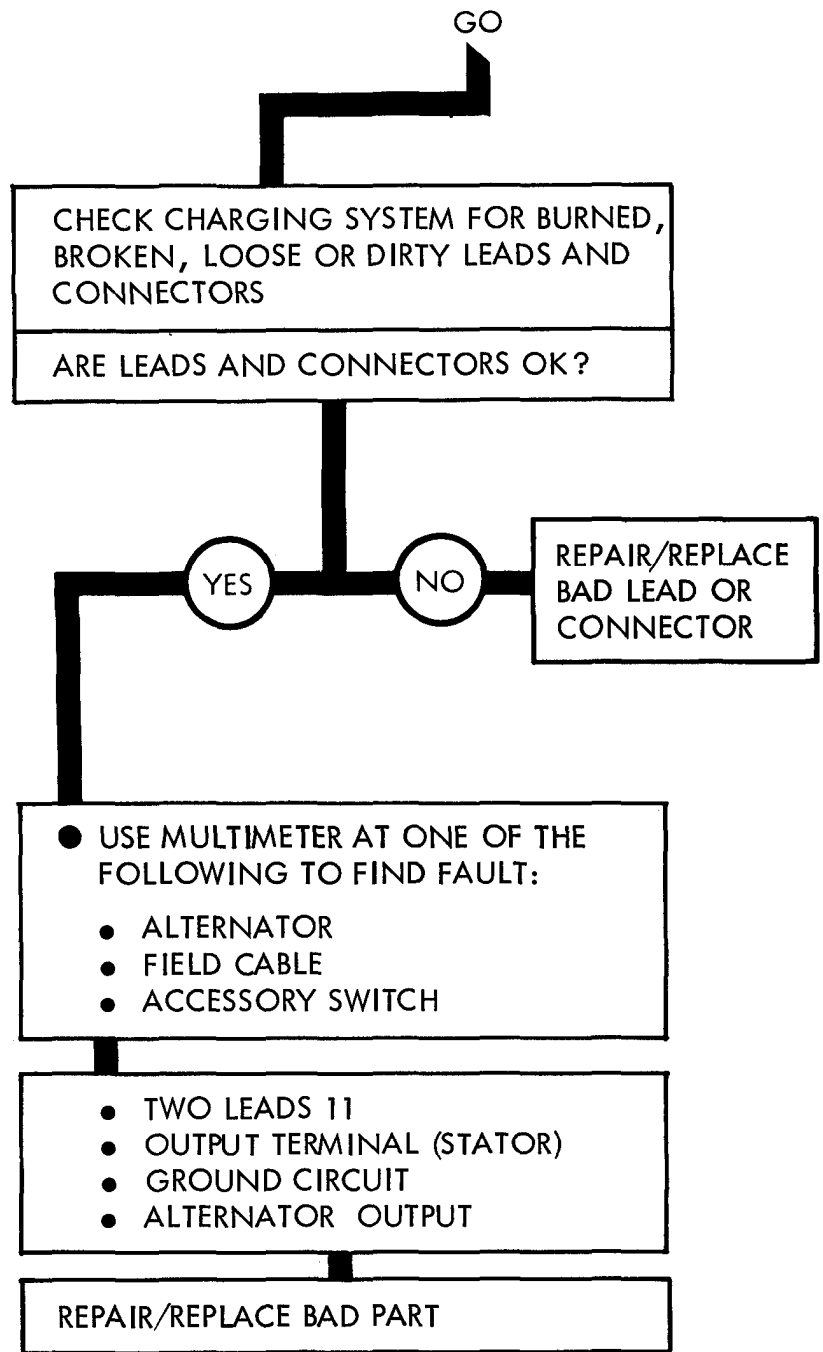 GO
CHECK CHARGING SYSTEM FOR BURNED,
BROKEN, LOOSE OR DIRTY LEADS AND
CONNECTORS
ARE LEADS AND CONNECTORS OK?
YES
NO
REPAIR/REPLACE
BAD LEAD OR
CONNECTOR
● USE MULTIMETER AT ONE OF THE
FOLLOWING TO FIND FAULT:
● ALTERNATOR
● FIELD CABLE
● ACCESSORY SWITCH
● TWO LEADS 11
● OUTPUT TERMINAL (STATOR)
● GROUND CIRCUIT
● ALTERNATOR OUTPUT
REPAIR/REPLACE BAD PART